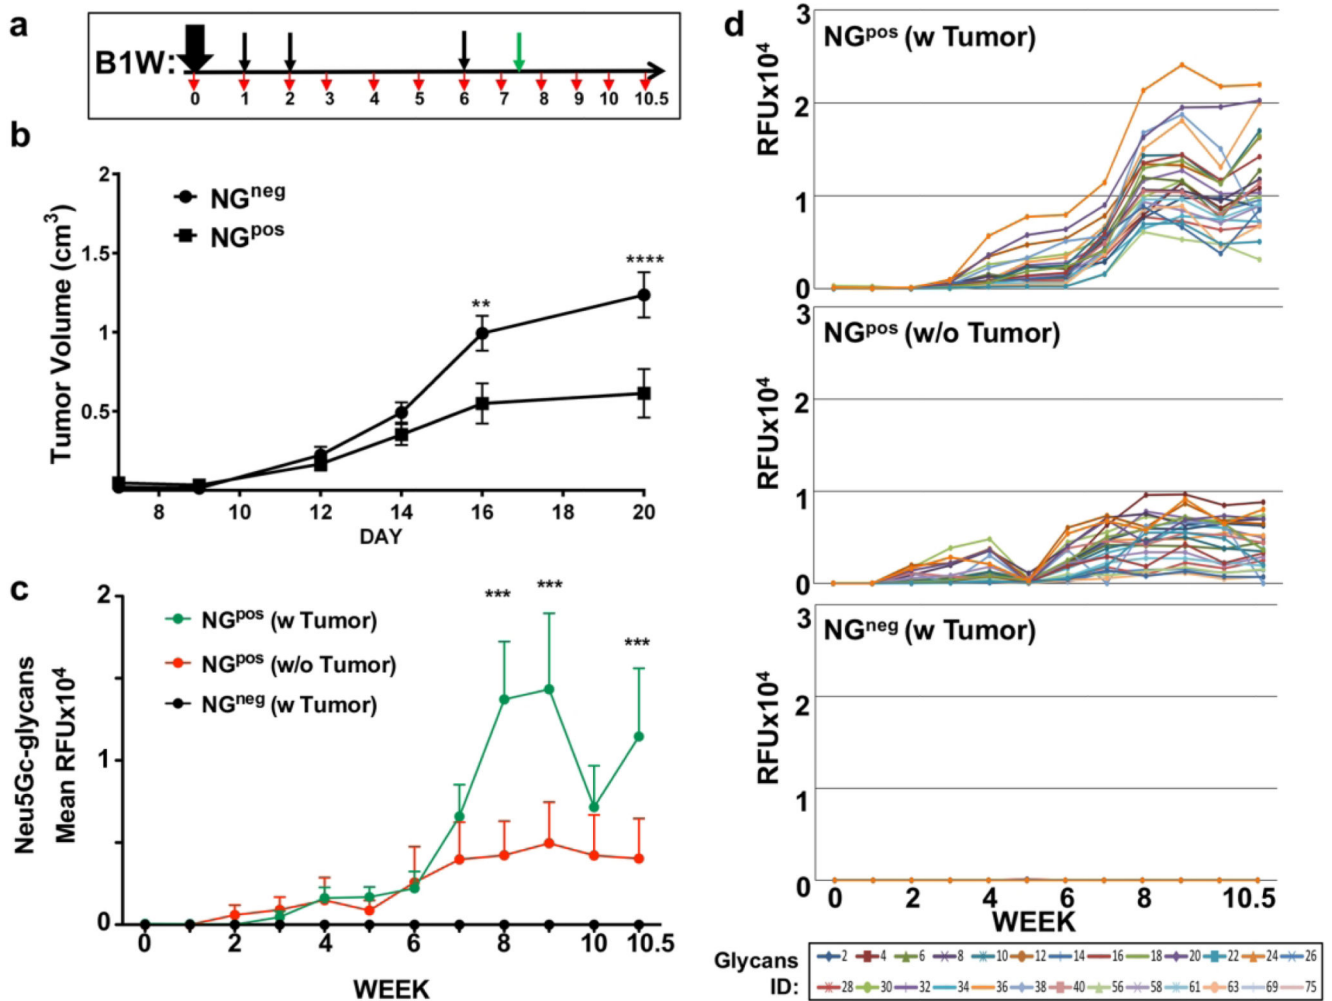 a
B1W:
0 1 2 3 4 5 6 7 8 9 10 10.5
b
Tumor Volume (cm³)
2
1.5
1
0.5
NGneg
NGpos
**
****
8 10 12 14 16 18 20
DAY
c
Neu5Gc-glycans
Mean RFUx10⁴
2
1
0
NGpos (w Tumor)
NGpos (w/o Tumor)
NGneg (w Tumor)
***
***
***
0 2 4 6 8 10 10.5
WEEK
d
NGpos (w Tumor)
RFUx10⁴
3
2
1
0
NGpos (w/o Tumor)
RFUx10⁴
3
2
1
0
NGneg (w Tumor)
RFUx10⁴
3
2
1
0
0 2 4 6 8 10.5
WEEK
Glycans
ID:
2 4 6 8 10 12 14 16 18 20 22 24 26
28 30 32 34 36 38 40 56 58 61 63 69 75